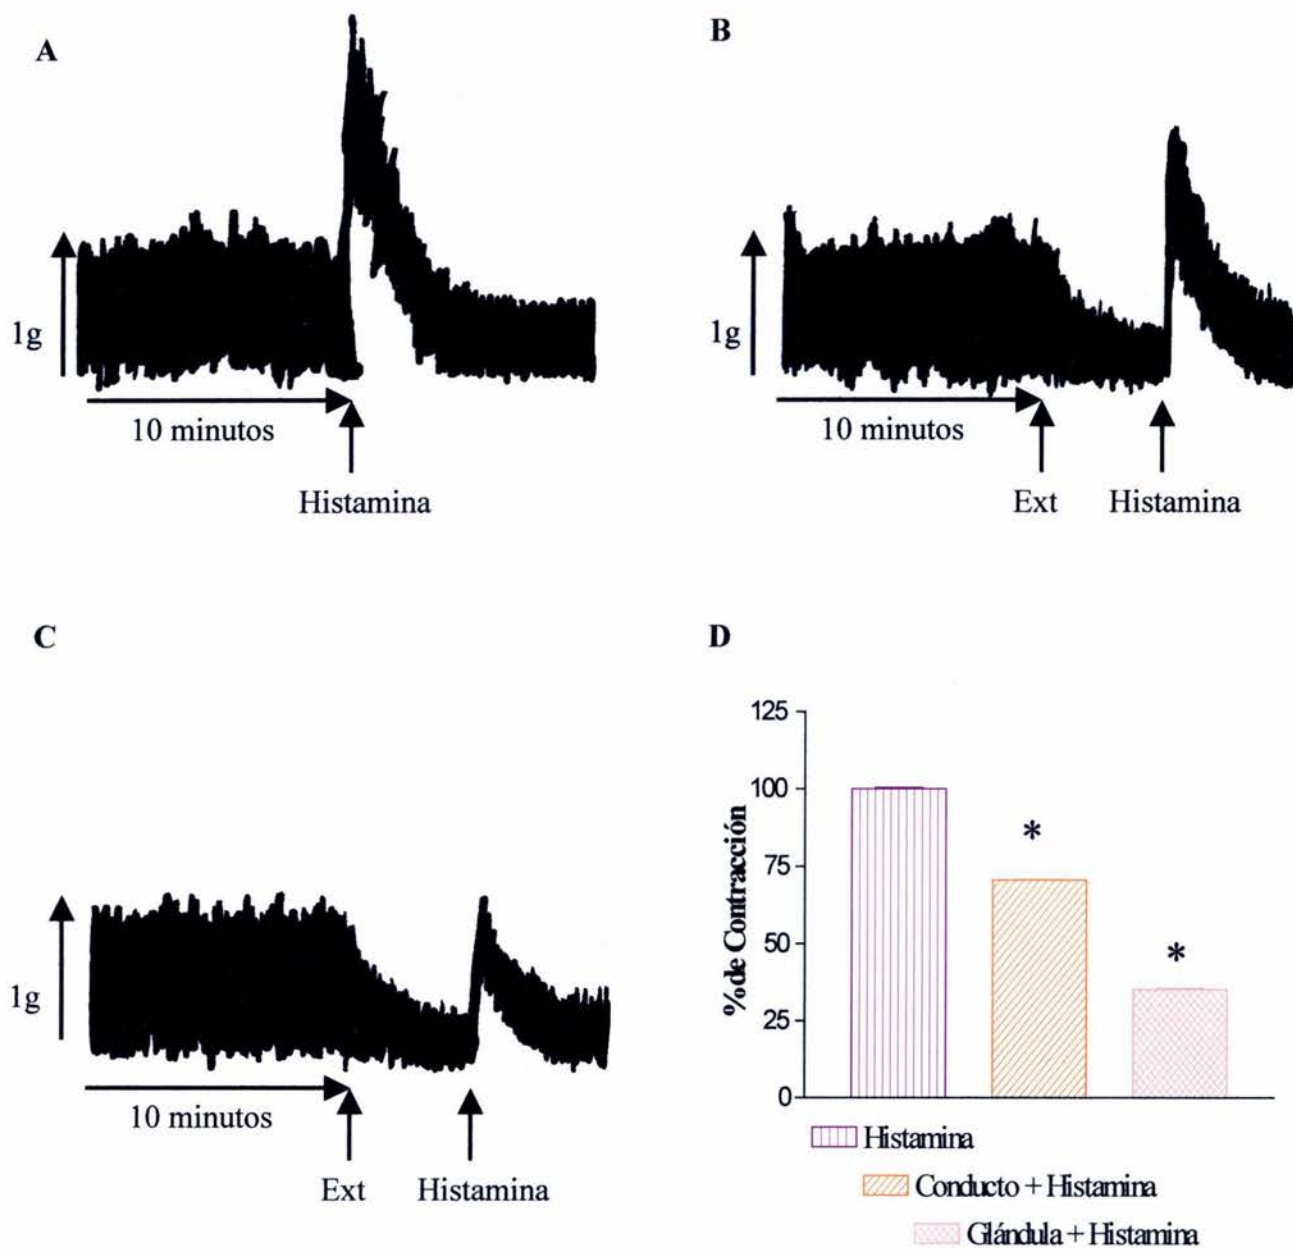 A
1g
10 minutos
Histamina
B
1g
10 minutos
Ext Histamina
C
1g
10 minutos
Ext Histamina
D
125
100
75
50
25
0
%de Contracción
*
*
Histamina
Conducto + Histamina
Glándula + Histamina